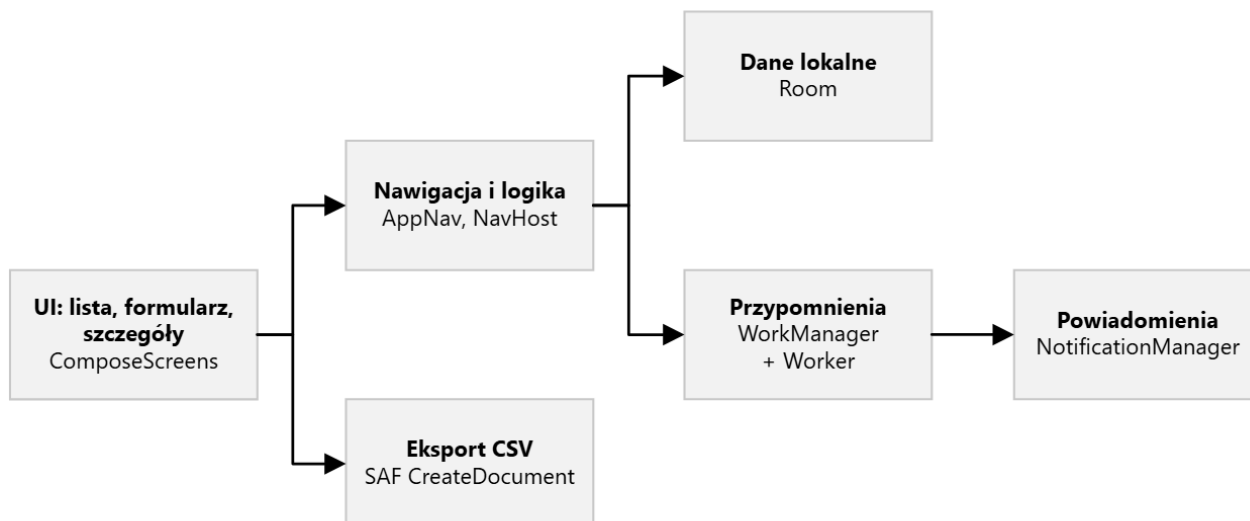 Dane lokalne
Room
Nawigacja i logika
AppNav, NavHost
UI: lista, formularz,
szczegóły
ComposeScreens
Przypomnienia
WorkManager
+ Worker
Powiadomienia
NotificationManager
Eksport CSV
SAF CreateDocument